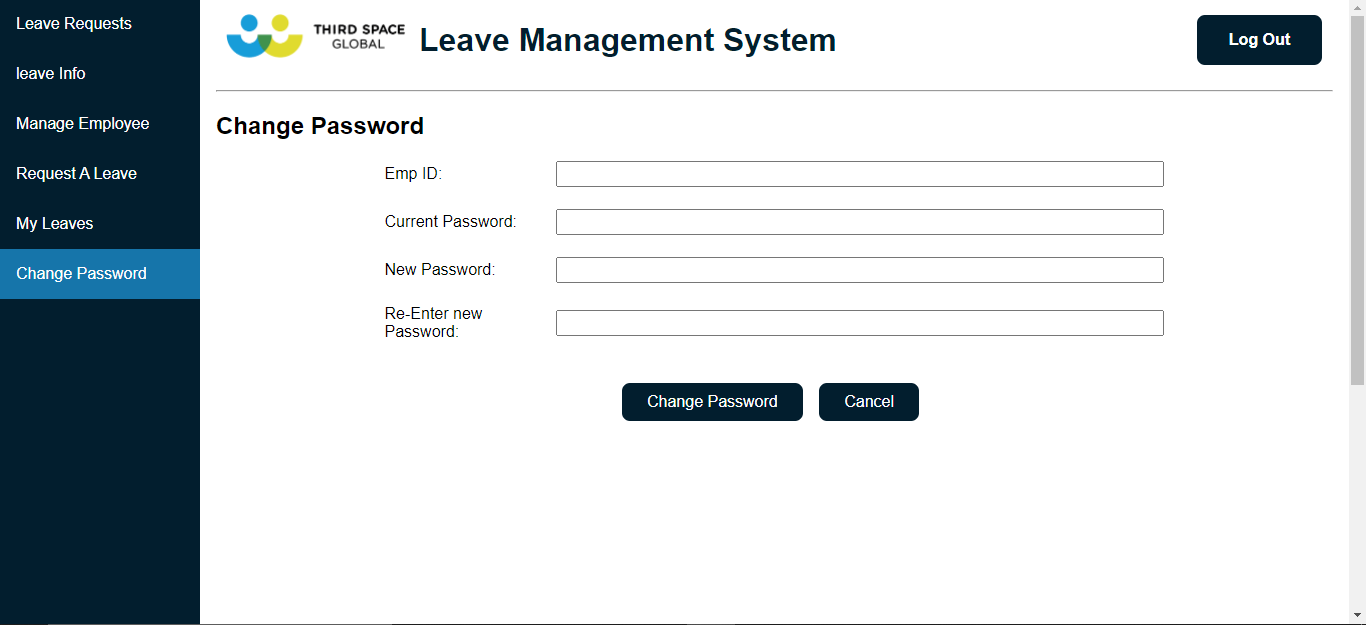 Leave Requests
leave Info
Manage Employee
Request A Leave
My Leaves
Change Password
THIRD SPACE
GLOBAL
Leave Management System
Log Out
Change Password
Emp ID:
Current Password:
New Password:
Re-Enter new
Password:
Change Password
Cancel